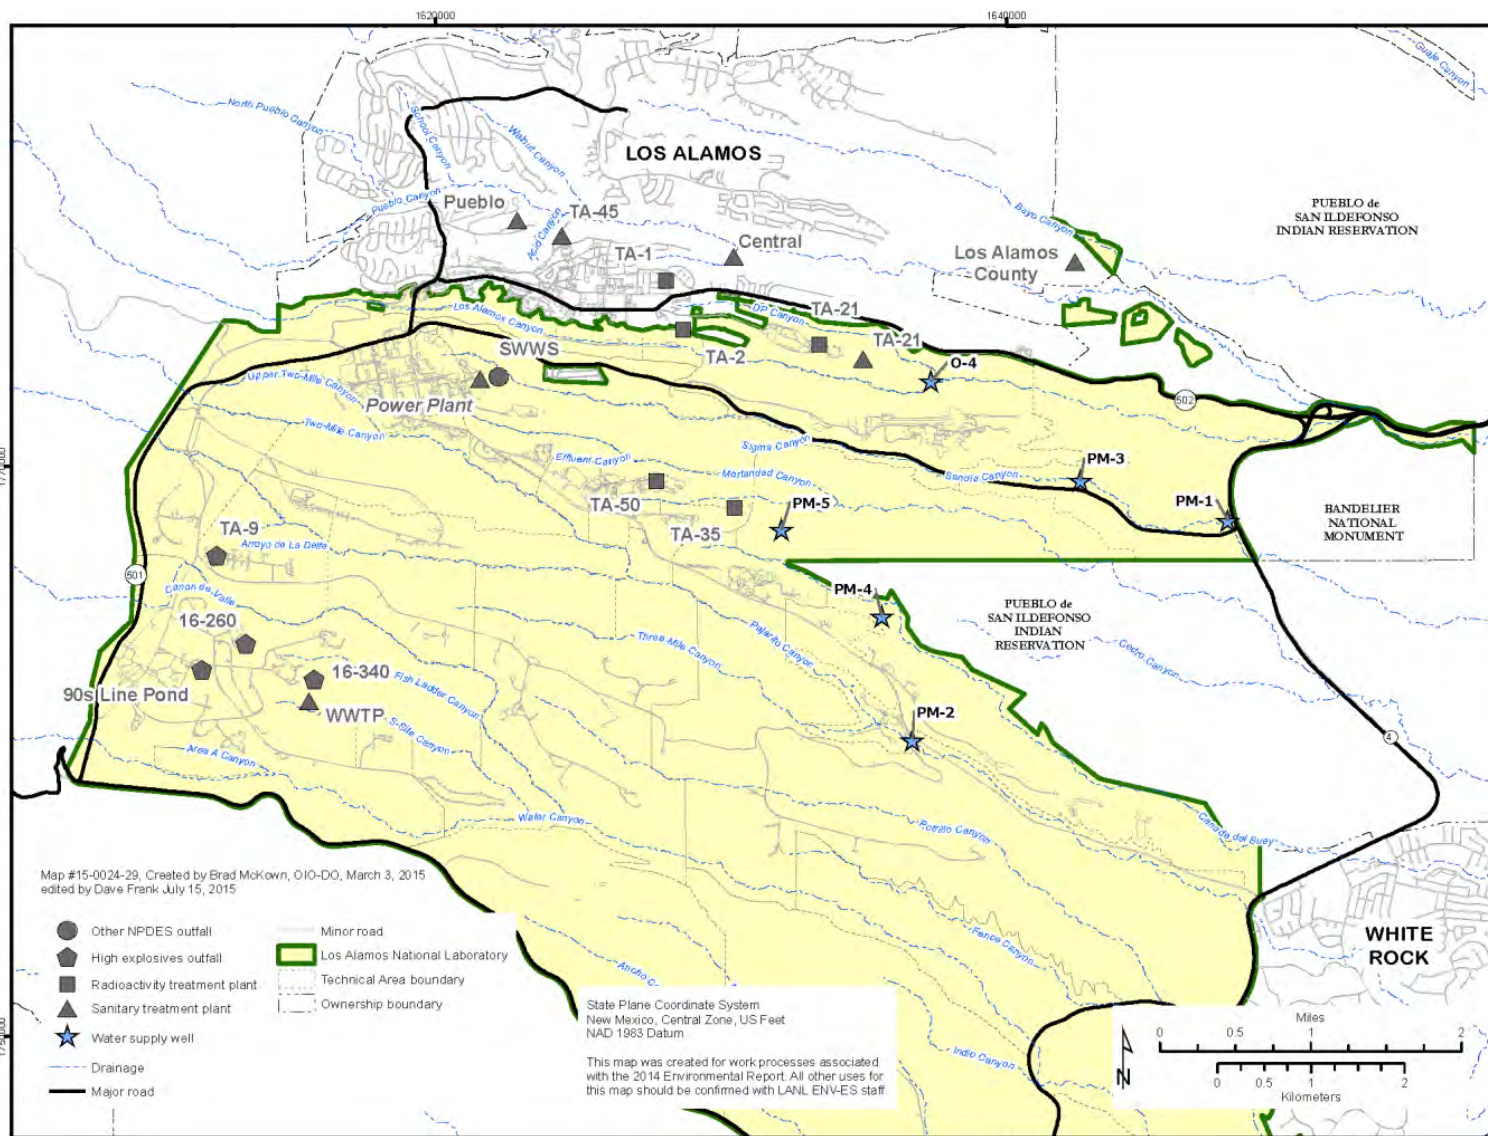 1620000
1640000
Guaje Canyon
North Pueblo Canyon
School Canyon
Walnut Canyon
LOS ALAMOS
Pueblo Canyon
Pueblo
TA-45
Acid Canyon
Bayo Canyon
PUEBLO de
SAN ILDEFONSO
INDIAN RESERVATION
Central
TA-1
Los Alamos
County
Los Alamos Canyon
DP Canyon
TA-21
TA-2
TA-21
SWWS
O-4
Upper Two-Mile Canyon
Power Plant
502
Two-Mile Canyon
Sigma Canyon
Effluent Canyon
Mortandad Canyon
Sandia Canyon
PM-3
1770000
TA-50
TA-35
PM-5
PM-1
BANDELIER
NATIONAL
MONUMENT
TA-9
Arroyo de La Delfe
501
Canon de Valle
PM-4
PUEBLO de
SAN ILDEFONSO
INDIAN
RESERVATION
16-260
Three-Mile Canyon
Pajarito Canyon
Cedro Canyon
90s Line Pond
16-340
Fish Ladder Canyon
WWTP
S-Site Canyon
PM-2
4
Area A Canyon
Water Canyon
Potrillo Canyon
Canada del Buey
Map #15-0024-29, Created by Brad McKown, OIO-DO, March 3, 2015
edited by Dave Frank July 15, 2015
Other NPDES outfall
High explosives outfall
Radioactivity treatment plant
Sanitary treatment plant
Water supply well
Drainage
Major road
Minor road
Los Alamos National Laboratory
Technical Area boundary
Ownership boundary
Ancho
Fence Canyon
WHITE
ROCK
State Plane Coordinate System
New Mexico, Central Zone, US Feet
NAD 1983 Datum
This map was created for work processes associated
with the 2014 Environmental Report. All other uses for
this map should be confirmed with LANL ENV-ES staff
Indio Canyon
N
Miles
0 0.5 1 2
0 0.5 1 2
Kilometers